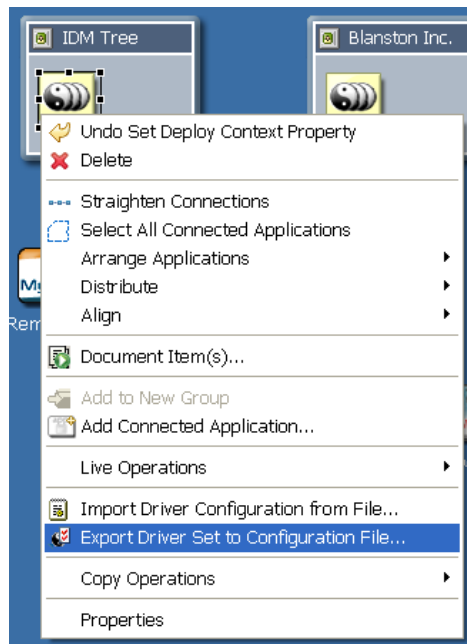 IDM Tree
Blanston Inc.
Undo Set Deploy Context Property
Delete
Straighten Connections
Select All Connected Applications
Arrange Applications
Distribute
Align
My
Rem
Document Item(s)...
Add to New Group
Add Connected Application...
Live Operations
Import Driver Configuration from File...
Export Driver Set to Configuration File...
Copy Operations
Properties